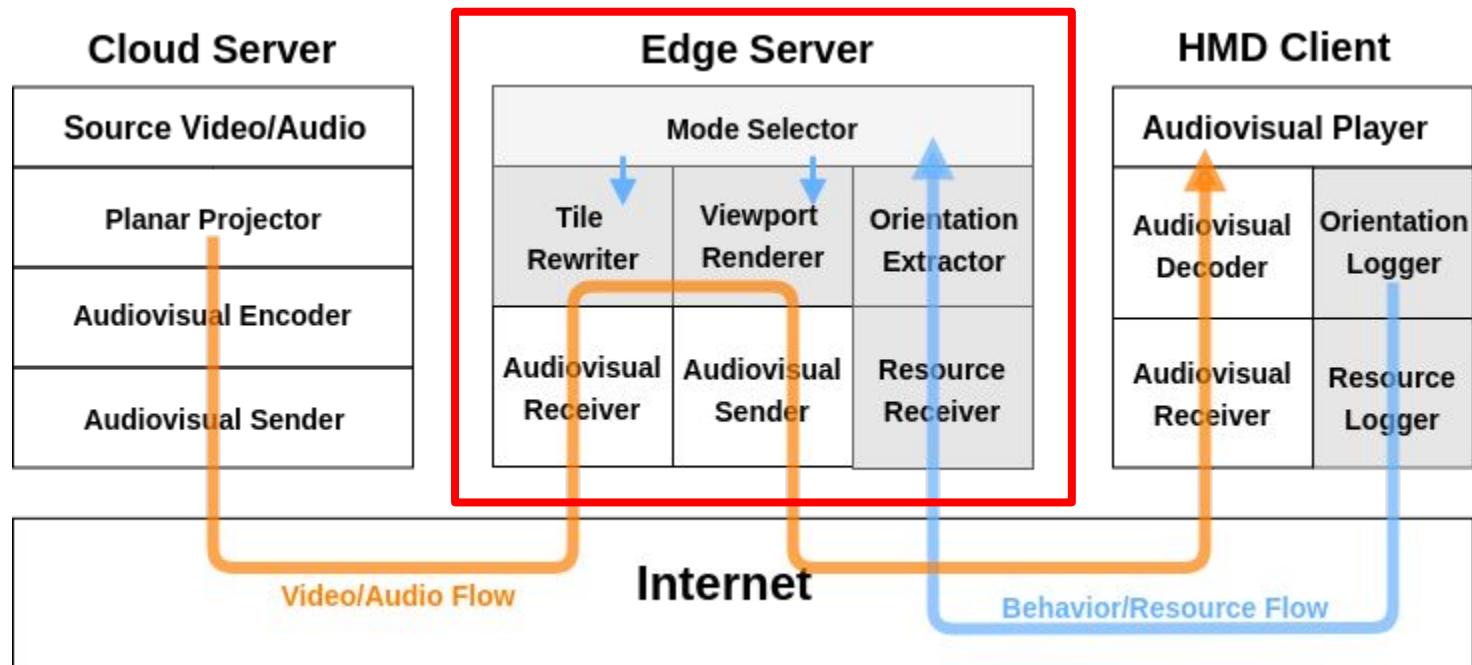 Cloud Server
Source Video/Audio
Planar Projector
Audiovisual Encoder
Audiovisual Sender
Edge Server
Mode Selector
Tile
Rewriter
Viewport
Renderer
Orientation
Extractor
Audiovisual
Receiver
Audiovisual
Sender
Resource
Receiver
HMD Client
Audiovisual Player
Audiovisual
Decoder
Orientation
Logger
Audiovisual
Receiver
Resource
Logger
Internet
Video/Audio Flow
Behavior/Resource Flow